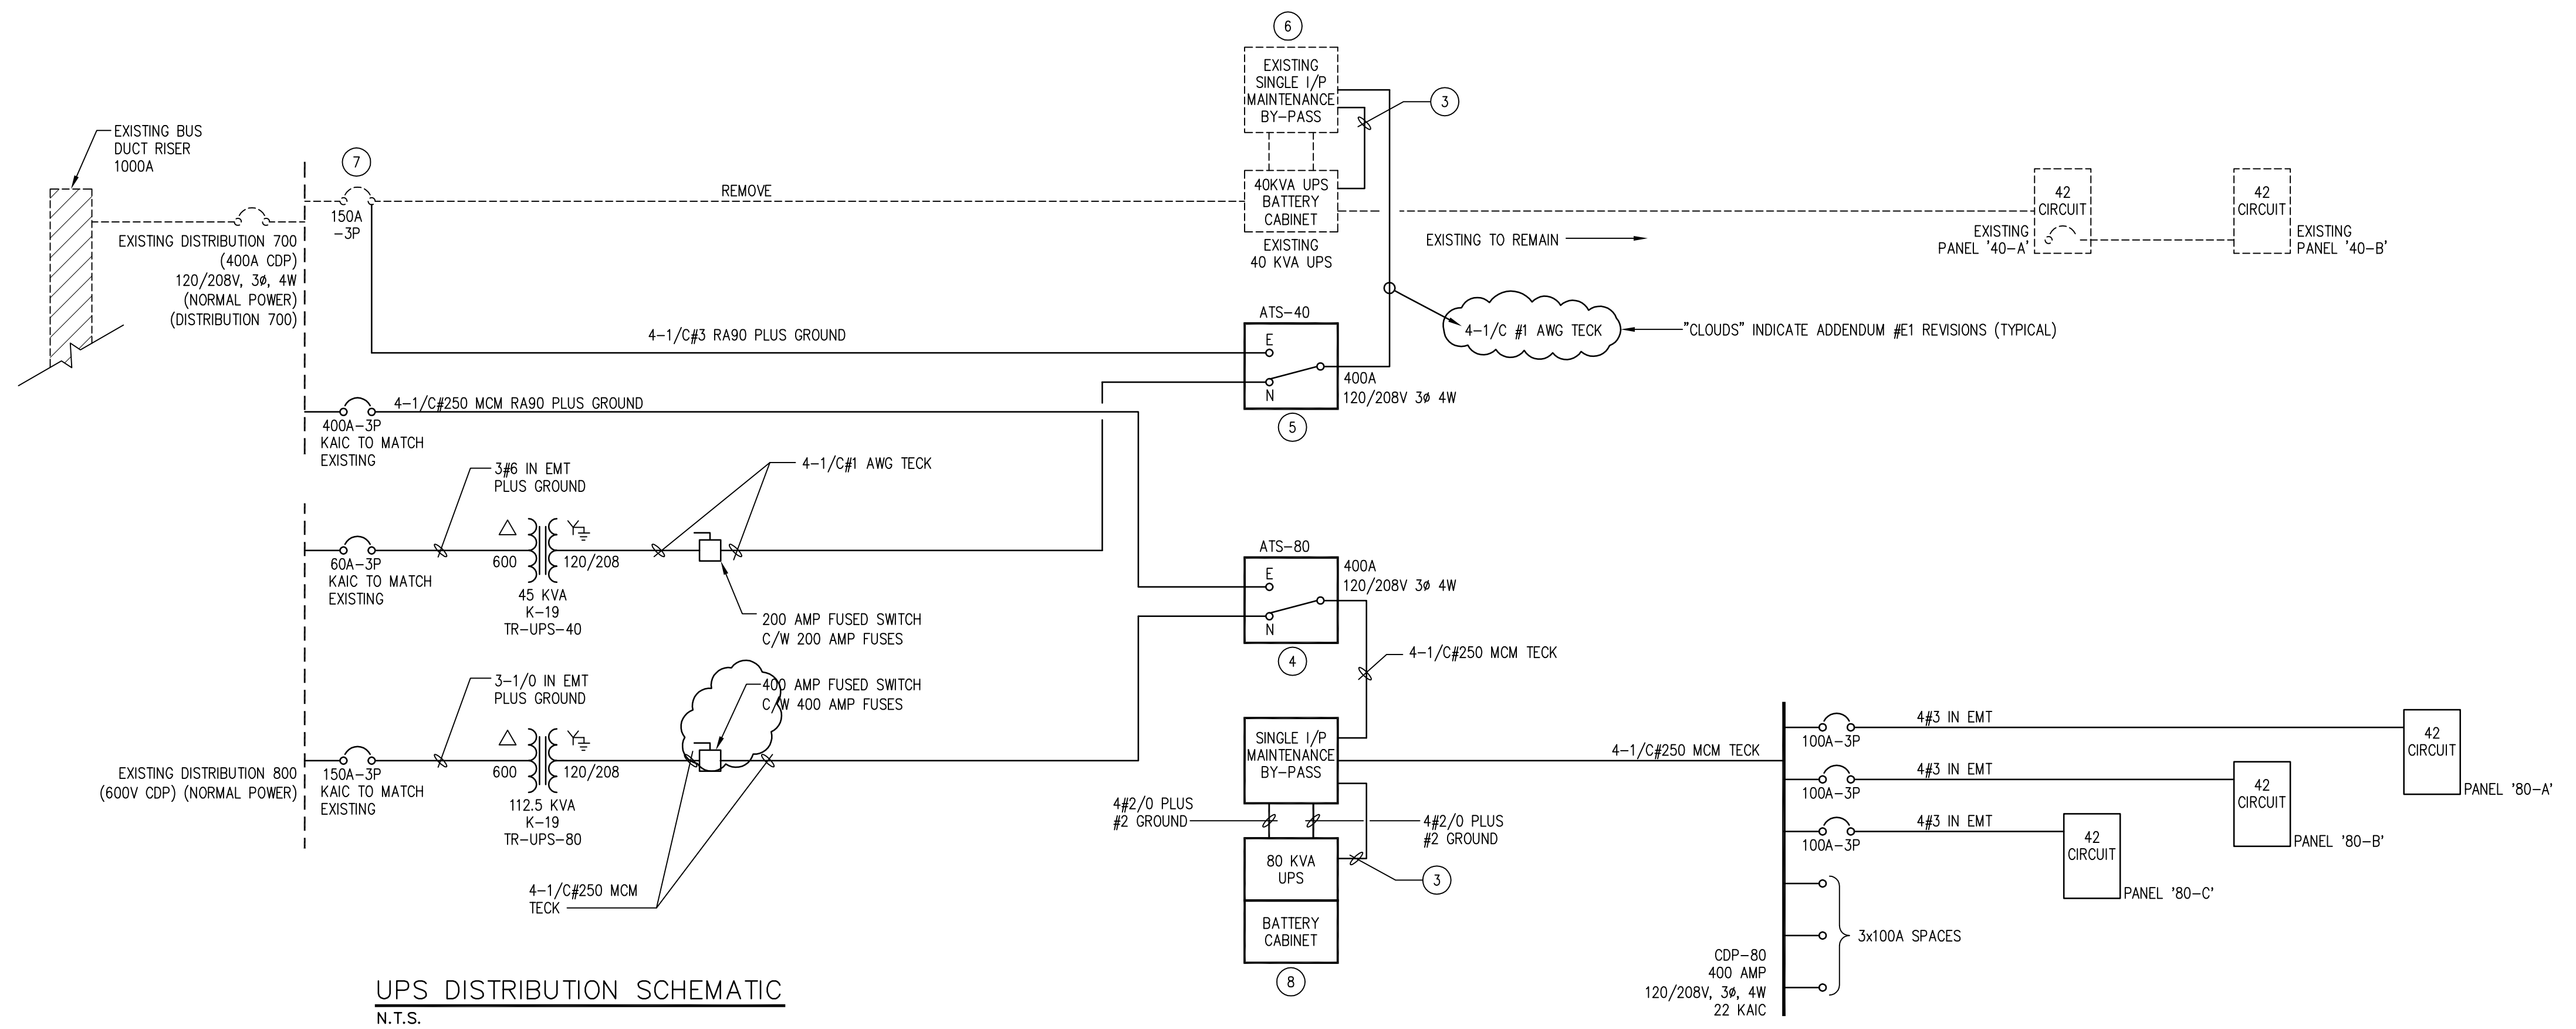 6
EXISTING
SINGLE I/P
MAINTENANCE
BY-PASS
3
EXISTING BUS
DUCT RISER
1000A
7
150A
-3P
REMOVE
40KVA UPS
BATTERY
CABINET
EXISTING
40 KVA UPS
EXISTING TO REMAIN
42
CIRCUIT
EXISTING
PANEL '40-A'
42
CIRCUIT
EXISTING
PANEL '40-B'
EXISTING DISTRIBUTION 700
(400A CDP)
120/208V, 3ø, 4W
(NORMAL POWER)
(DISTRIBUTION 700)
4-1/C#3 RA90 PLUS GROUND
ATS-40
E
N
400A
120/208V 3ø 4W
5
4-1/C #1 AWG TECK
"CLOUDS" INDICATE ADDENDUM #E1 REVISIONS (TYPICAL)
4-1/C#250 MCM RA90 PLUS GROUND
400A-3P
KAIC TO MATCH
EXISTING
3#6 IN EMT
PLUS GROUND
4-1/C#1 AWG TECK
60A-3P
KAIC TO MATCH
EXISTING
600
120/208
45 KVA
K-19
TR-UPS-40
200 AMP FUSED SWITCH
C/W 200 AMP FUSES
ATS-80
E
N
400A
120/208V 3ø 4W
4
4-1/C#250 MCM TECK
3-1/0 IN EMT
PLUS GROUND
400 AMP FUSED SWITCH
C/W 400 AMP FUSES
EXISTING DISTRIBUTION 800
(600V CDP) (NORMAL POWER)
150A-3P
KAIC TO MATCH
EXISTING
600
120/208
112.5 KVA
K-19
TR-UPS-80
4-1/C#250 MCM
TECK
SINGLE I/P
MAINTENANCE
BY-PASS
4#2/0 PLUS
#2 GROUND
4#2/0 PLUS
#2 GROUND
80 KVA
UPS
3
BATTERY
CABINET
8
4-1/C#250 MCM TECK
100A-3P
4#3 IN EMT
42
CIRCUIT
PANEL '80-A'
100A-3P
4#3 IN EMT
42
CIRCUIT
PANEL '80-B'
100A-3P
4#3 IN EMT
42
CIRCUIT
PANEL '80-C'
3x100A SPACES
CDP-80
400 AMP
120/208V, 3ø, 4W
22 KAIC
UPS DISTRIBUTION SCHEMATIC
N.T.S.